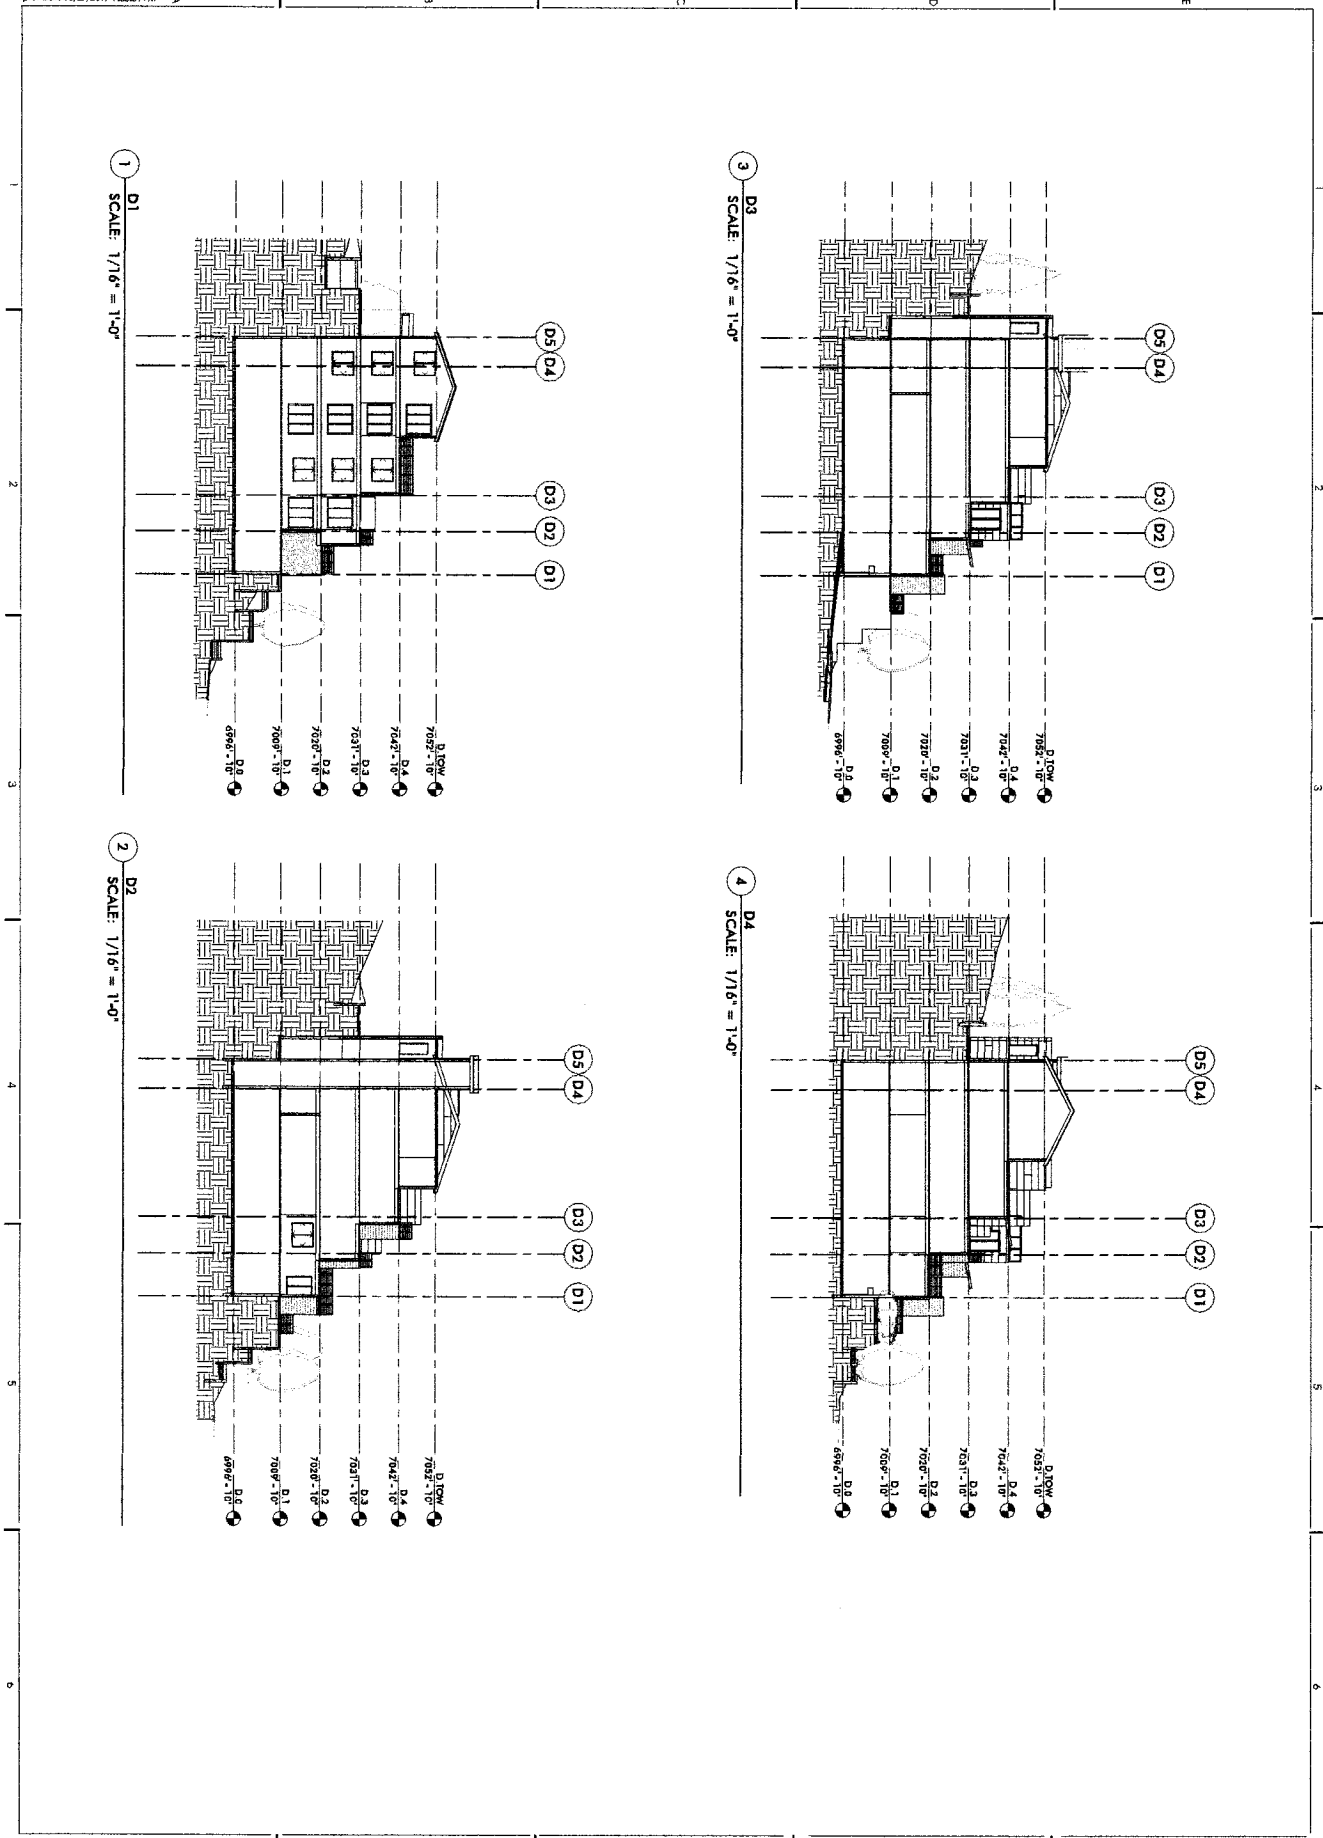 3
D3
SCALE: 1/16" = 1'-0"
D5
D4
D3
D2
D1
D.TOW
7052' - 10"
D.4
7042' - 10"
D.3
7031' - 10"
D.2
7020' - 10"
D.1
7009' - 10"
D.0
6996' - 10"
4
D4
SCALE: 1/16" = 1'-0"
D5
D4
D3
D2
D1
D.TOW
7052' - 10"
D.4
7042' - 10"
D.3
7031' - 10"
D.2
7020' - 10"
D.1
7009' - 10"
D.0
6996' - 10"
1
D1
SCALE: 1/16" = 1'-0"
D5
D4
D3
D2
D1
D.TOW
7052' - 10"
D.4
7042' - 10"
D.3
7031' - 10"
D.2
7020' - 10"
D.1
7009' - 10"
D.0
6996' - 10"
2
D2
SCALE: 1/16" = 1'-0"
D5
D4
D3
D2
D1
D.TOW
7052' - 10"
D.4
7042' - 10"
D.3
7031' - 10"
D.2
7020' - 10"
D.1
7009' - 10"
D.0
6996' - 10"
B
C
D
E
1
2
3
4
5
6
1
2
3
4
5
6